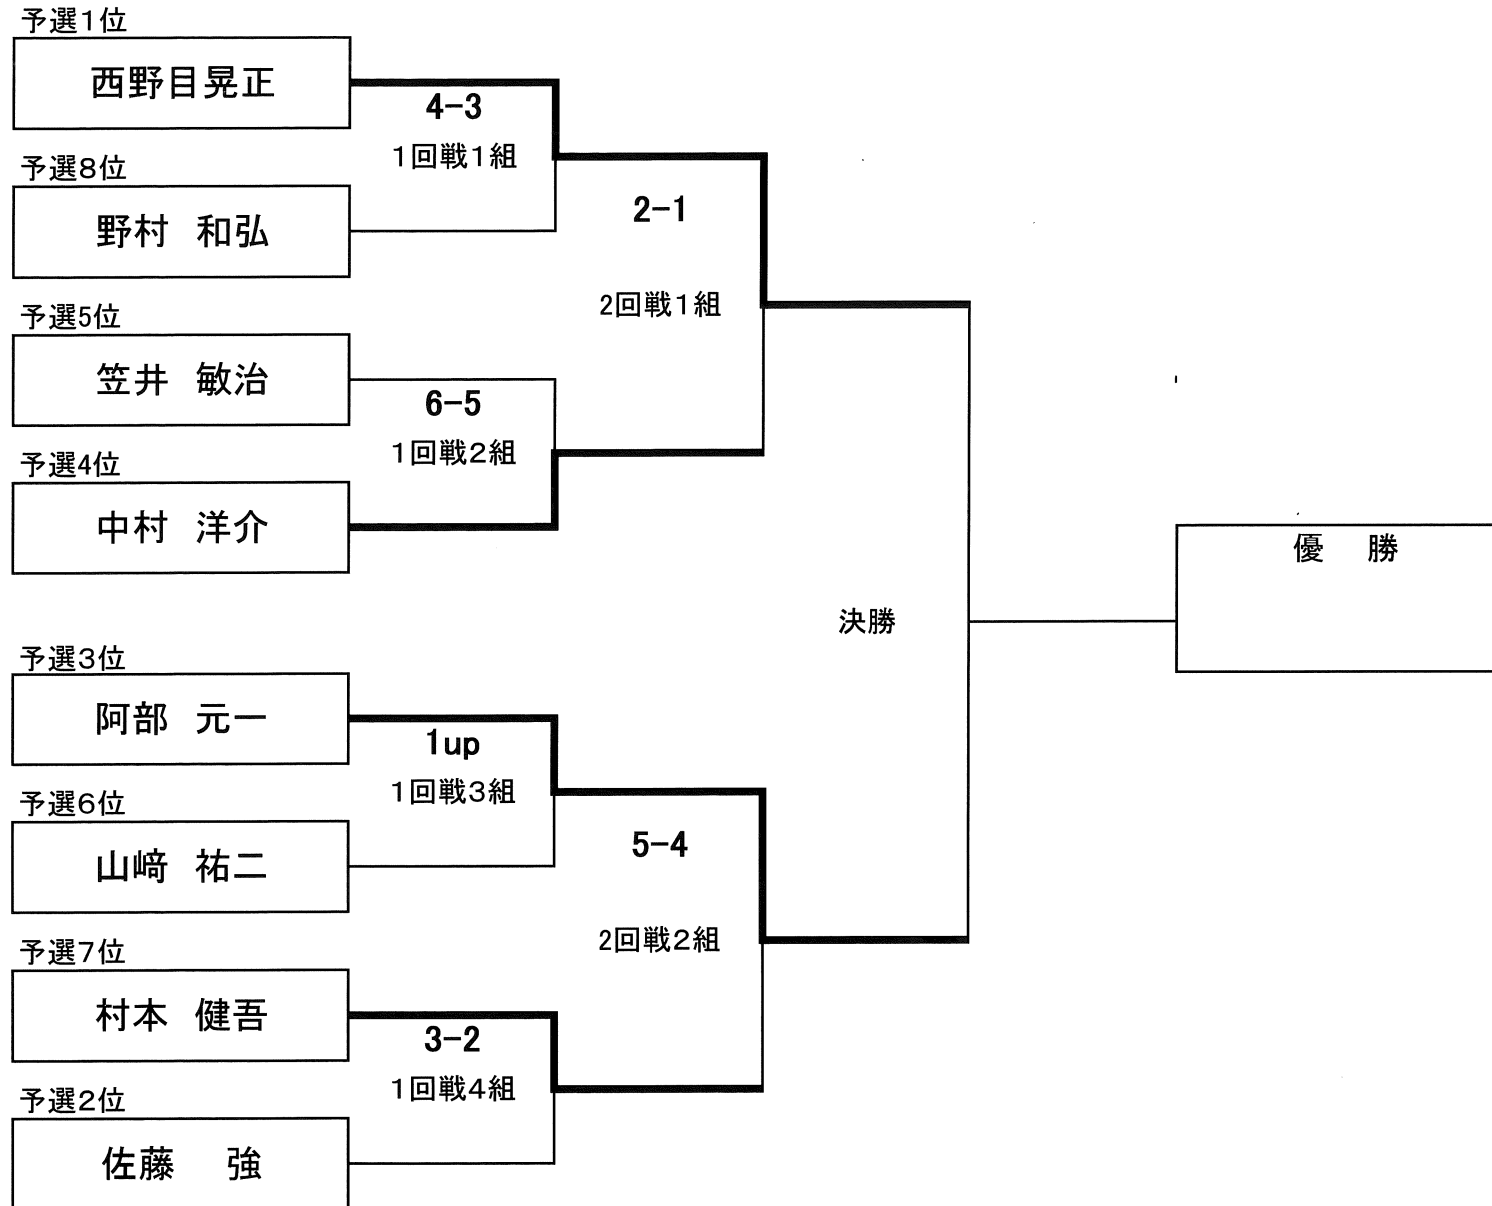 予選1位
西野目晃正
4-3
1回戦1組
予選8位
野村 和弘
2-1
2回戦1組
予選5位
笠井 敏治
6-5
1回戦2組
予選4位
中村 洋介
優 勝
決勝
予選3位
阿部 元一
1up
1回戦3組
予選6位
山﨑 祐二
5-4
2回戦2組
予選7位
村本 健吾
3-2
1回戦4組
予選2位
佐藤 強